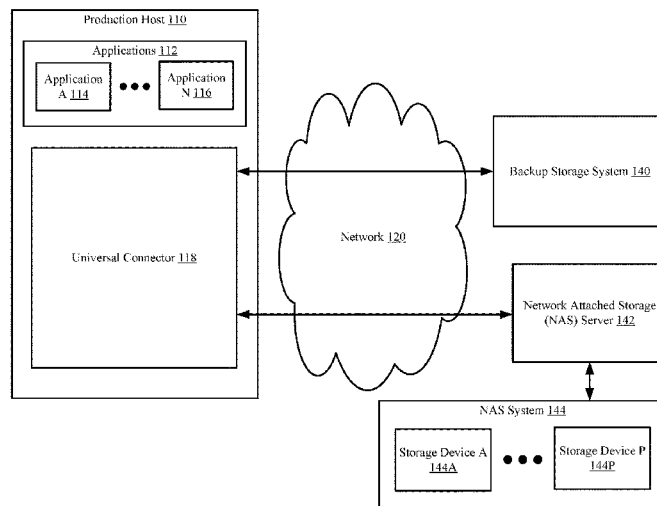 Production Host 110
Applications 112
Application
A 114
Application
N 116
Universal Connector 118
Network 120
Backup Storage System 140
Network Attached Storage
(NAS) Server 142
NAS System 144
Storage Device A
144A
Storage Device P
144P